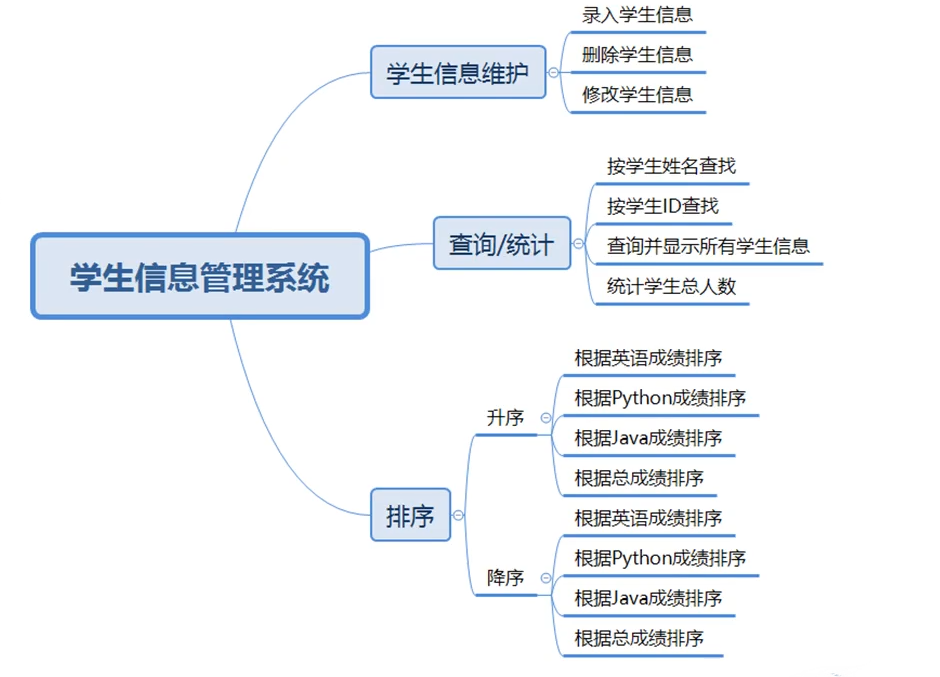 录入学生信息
删除学生信息
修改学生信息
学生信息维护
按学生姓名查找
按学生ID查找
查询并显示所有学生信息
统计学生总人数
查询/统计
学生信息管理系统
根据英语成绩排序
根据Python成绩排序
根据Java成绩排序
根据总成绩排序
升序
排序
根据英语成绩排序
根据Python成绩排序
根据Java成绩排序
根据总成绩排序
降序